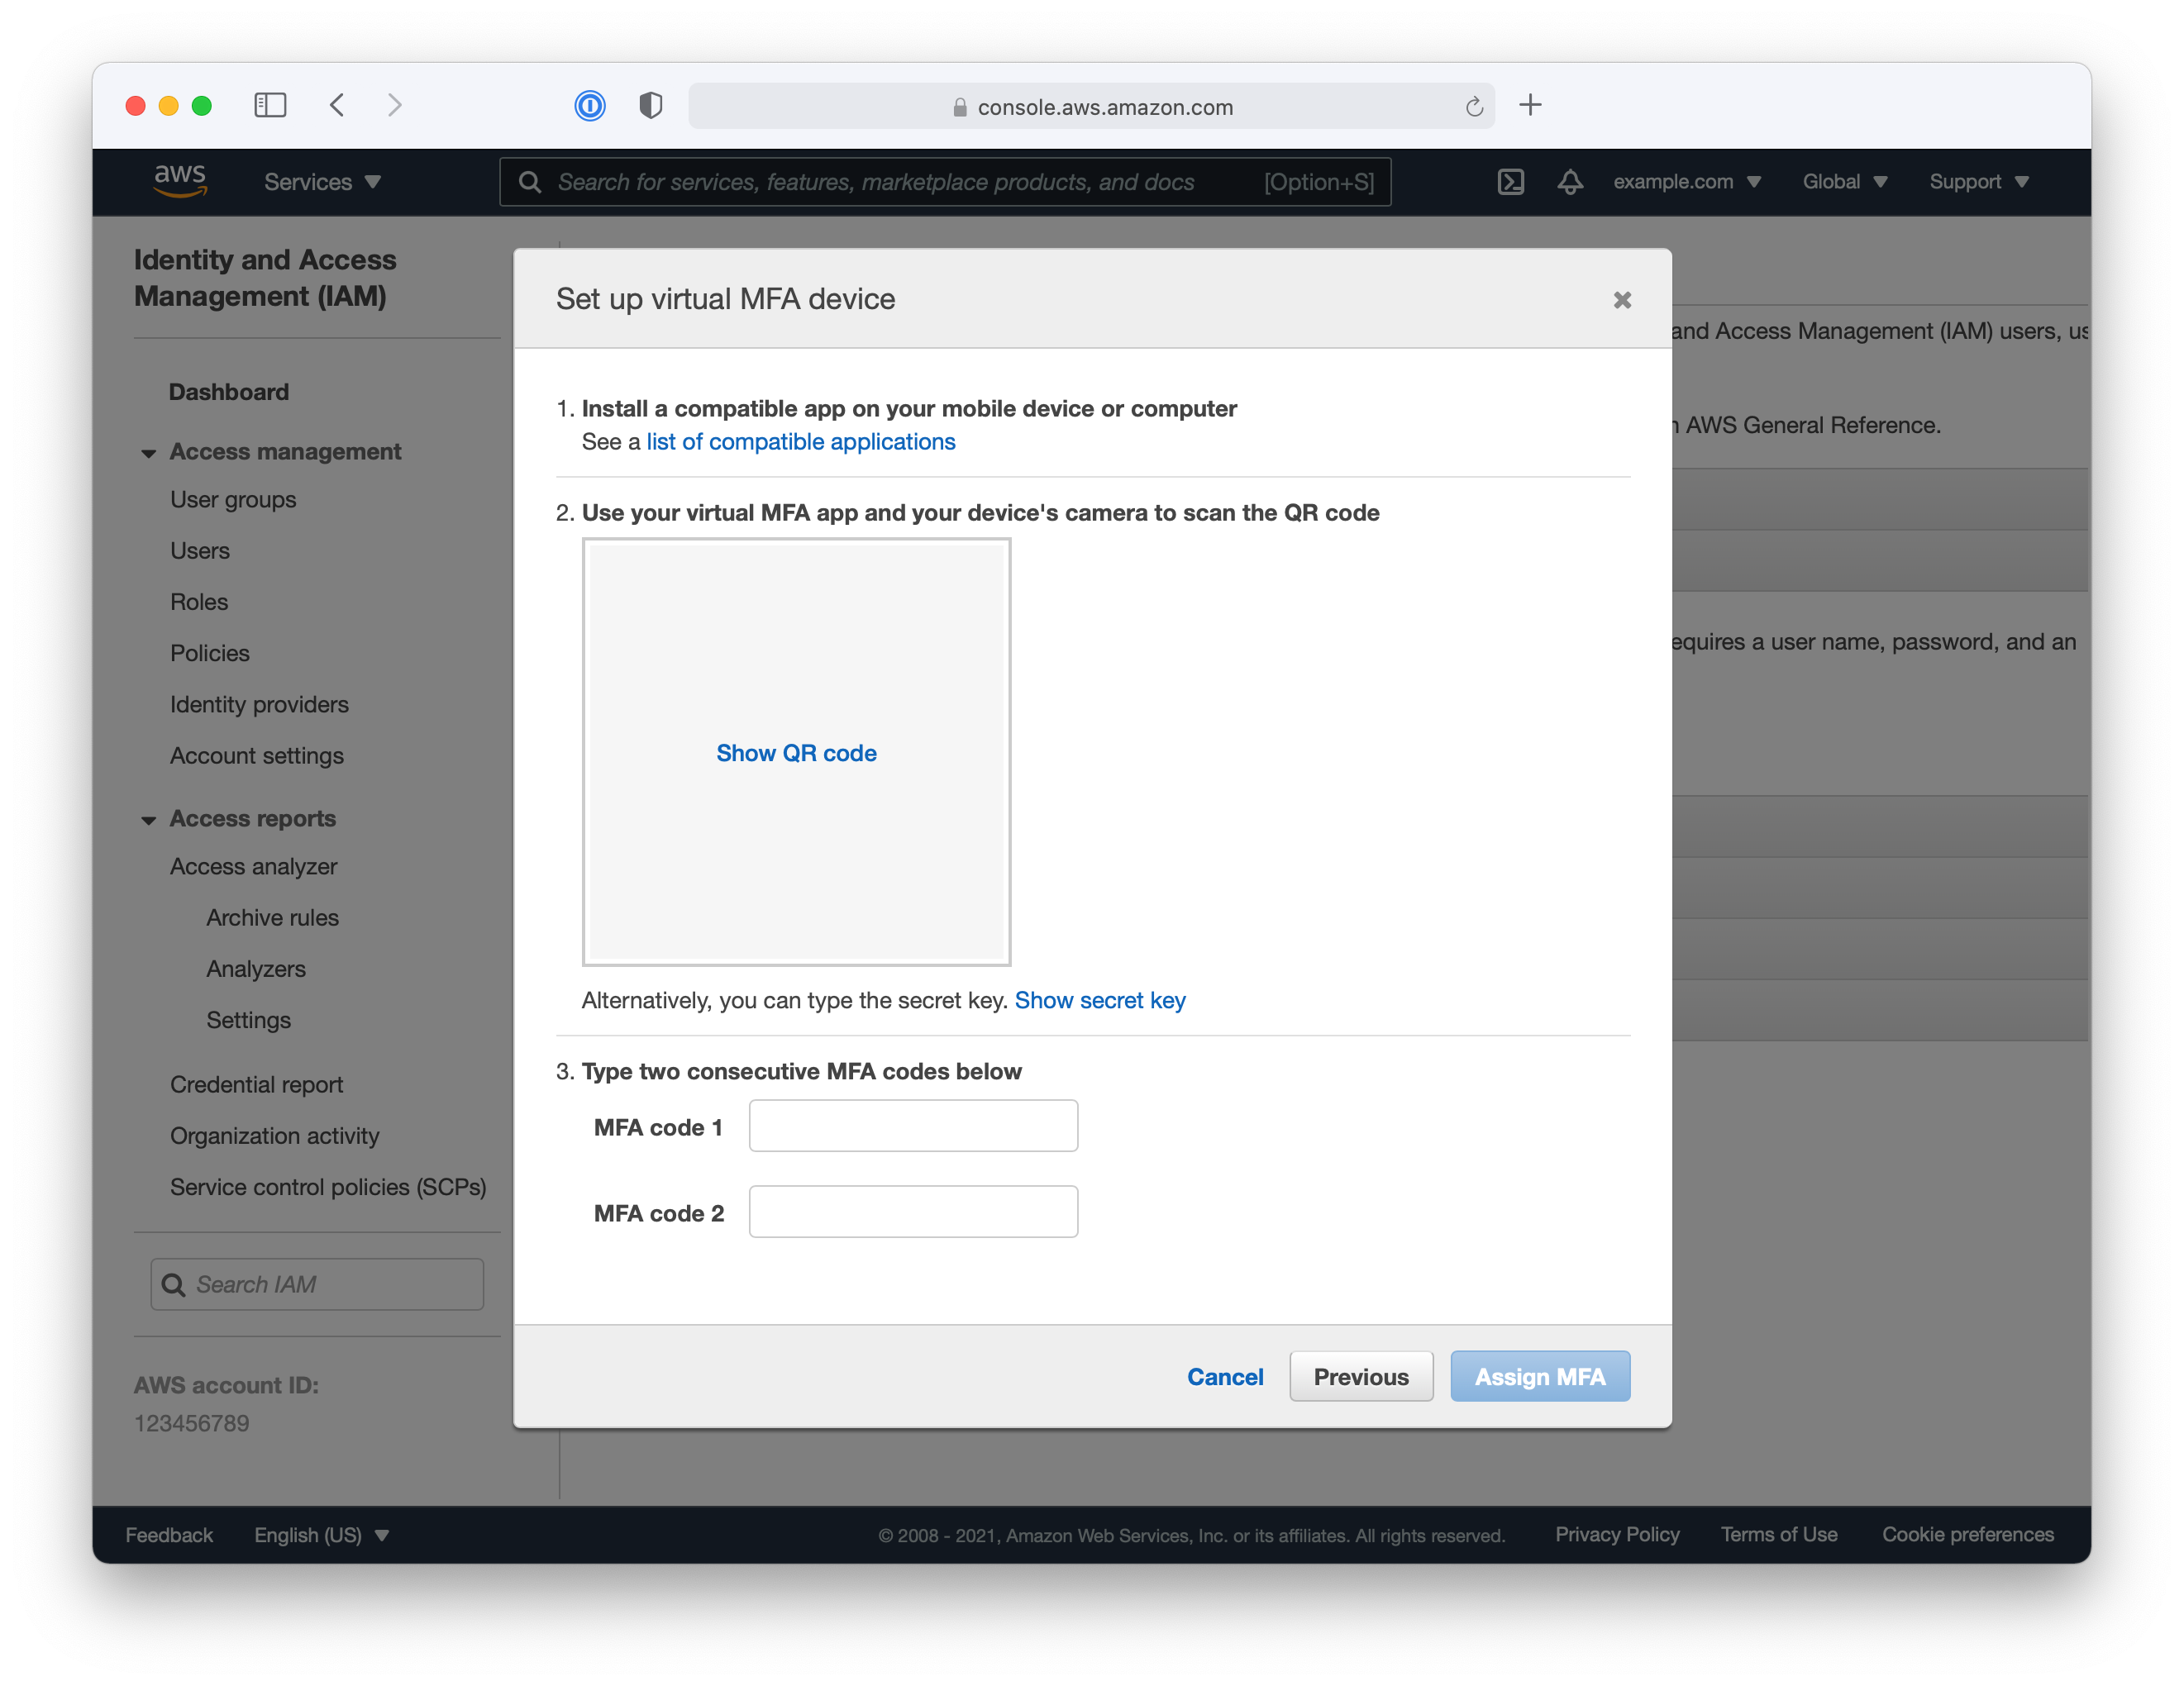 console.aws.amazon.com
aws
Services
Search for services, features, marketplace products, and docs
[Option+S]
example.com
Global
Support
Identity and Access
Management (IAM)
Dashboard
Access management
User groups
Users
Roles
Policies
Identity providers
Account settings
Access reports
Access analyzer
Archive rules
Analyzers
Settings
Credential report
Organization activity
Service control policies (SCPs)
Search IAM
AWS account ID:
123456789
Set up virtual MFA device
1. Install a compatible app on your mobile device or computer
See a list of compatible applications
2. Use your virtual MFA app and your device's camera to scan the QR code
Show QR code
Alternatively, you can type the secret key. Show secret key
3. Type two consecutive MFA codes below
MFA code 1
MFA code 2
Cancel
Previous
Assign MFA
and Access Management (IAM) users, us
AWS General Reference.
equires a user name, password, and an
Feedback
English (US)
© 2008 - 2021, Amazon Web Services, Inc. or its affiliates. All rights reserved.
Privacy Policy
Terms of Use
Cookie preferences